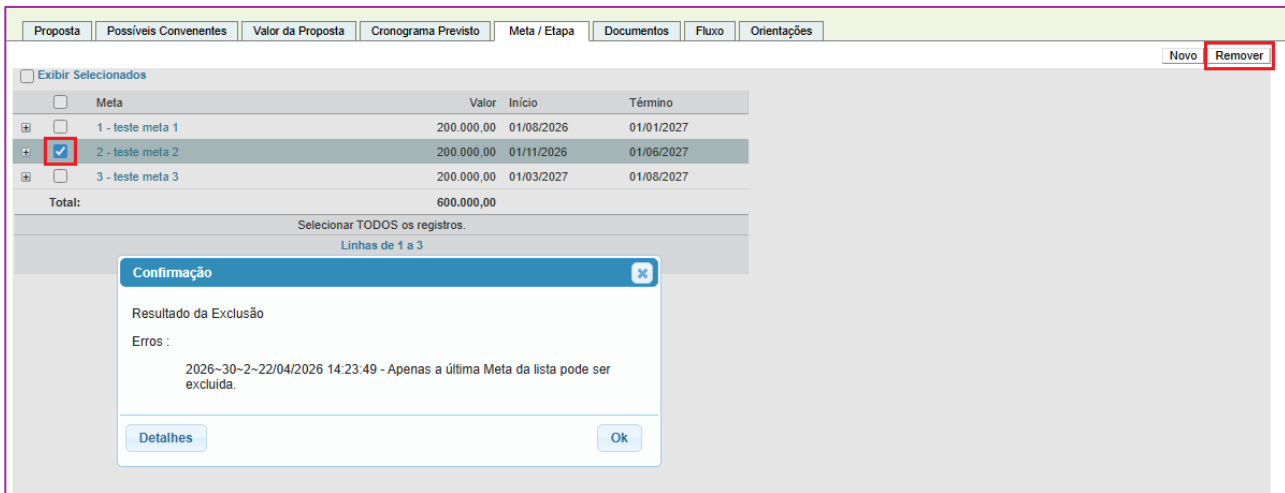 Proposta Possíveis Convenentes Valor da Proposta Cronograma Previsto Meta / Etapa Documentos Fluxo Orientações
Novo Remover
Exibir Selecionados
Meta Valor Início Término
1 - teste meta 1 200.000,00 01/08/2026 01/01/2027
2 - teste meta 2 200.000,00 01/11/2026 01/06/2027
3 - teste meta 3 200.000,00 01/03/2027 01/08/2027
Total: 600.000,00
Selecionar TODOS os registros.
Linhas de 1 a 3
Confirmação
Resultado da Exclusão
Erros :
2026~30~2~22/04/2026 14:23:49 - Apenas a última Meta da lista pode ser
excluida.
Detalhes Ok